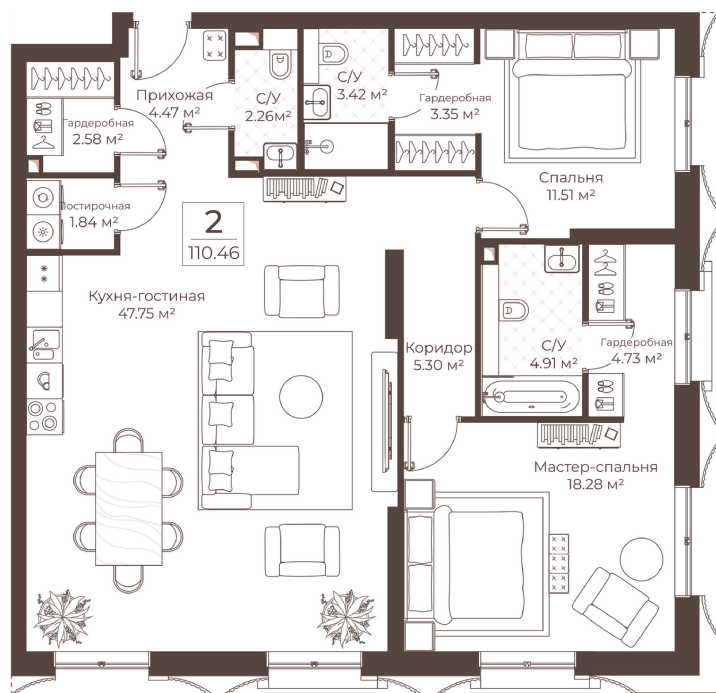 Прихожая
4.47 м²
С/У
2.26м²
С/У
3.42 м²
Гардеробная
3.35 м²
Гардеробная
2.58 м²
Спальня
11.51 м²
Постирочная
1.84 м²
2
110.46
Кухня-гостиная
47.75 м²
Коридор
5.30 м²
С/У
4.91 м²
Гардеробная
4.73 м²
Мастер-спальня
18.28 м²